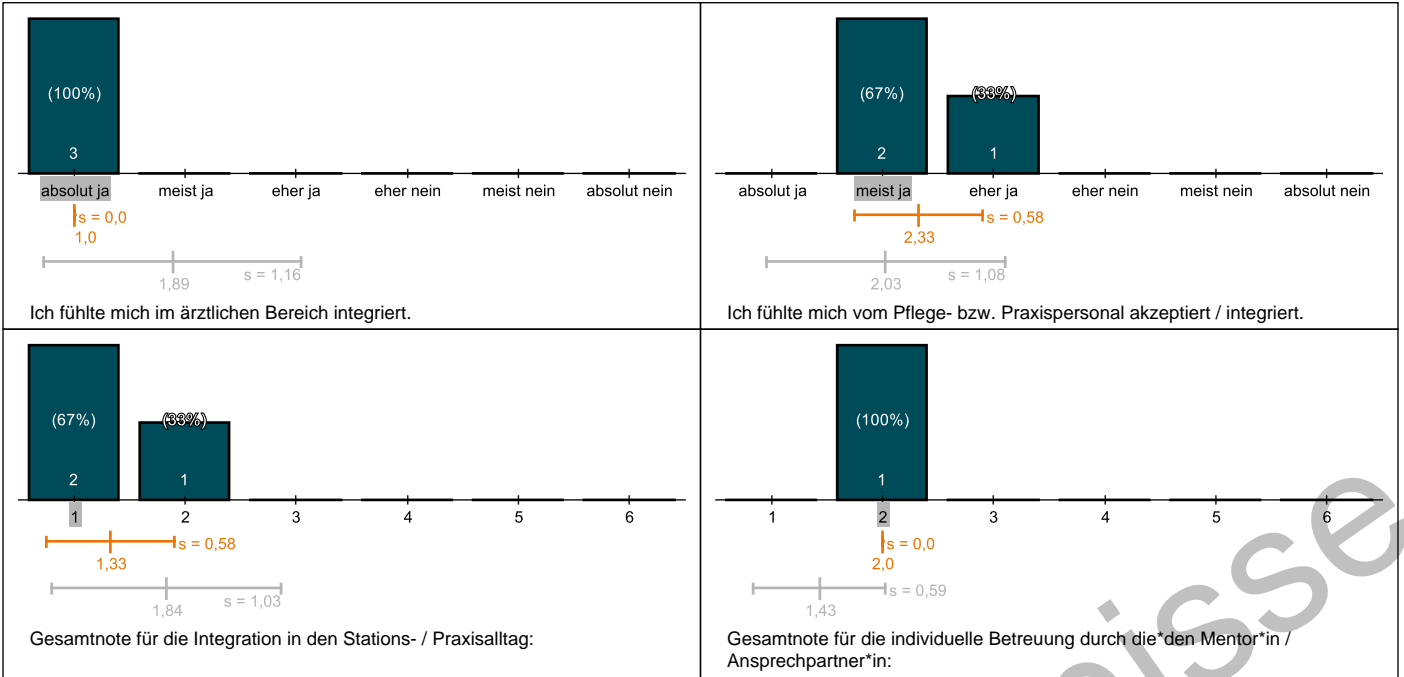 (100%)
3
absolut ja meist ja eher ja eher nein meist nein absolut nein
s = 0,0
1,0
s = 1,16
1,89
Ich fühlte mich im ärztlichen Bereich integriert.
(67%) (33%)
2 1
absolut ja meist ja eher ja eher nein meist nein absolut nein
s = 0,58
2,33
s = 1,08
2,03
Ich fühlte mich vom Pflege- bzw. Praxispersonal akzeptiert / integriert.
(67%) (33%)
2 1
1 2 3 4 5 6
s = 0,58
1,33
s = 1,03
1,84
Gesamtnote für die Integration in den Stations- / Praxisalltag:
(100%)
1
1 2 3 4 5 6
s = 0,0
2,0
s = 0,59
1,43
Gesamtnote für die individuelle Betreuung durch die*den Mentor*in /
Ansprechpartner*in: